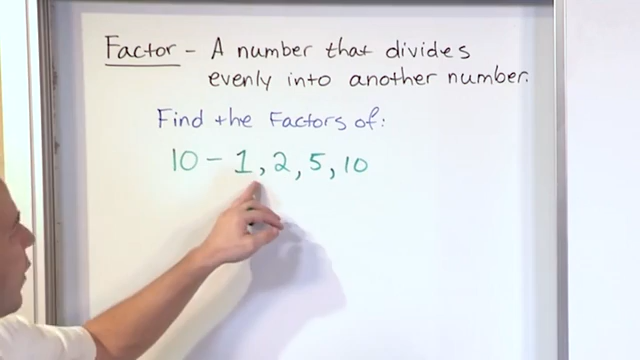 Factor - A number that divides
evenly into another number.
Find the Factors of:
10 - 1, 2, 5, 10